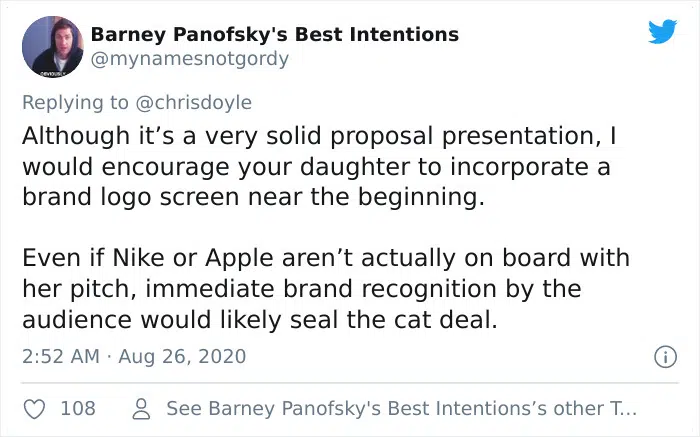 Barney Panofsky's Best Intentions
@mynamesnotgordy
OBVIOUSLY
Replying to @chrisdoyle
Although it’s a very solid proposal presentation, I
would encourage your daughter to incorporate a
brand logo screen near the beginning.
Even if Nike or Apple aren’t actually on board with
her pitch, immediate brand recognition by the
audience would likely seal the cat deal.
2:52 AM · Aug 26, 2020
108
See Barney Panofsky's Best Intentions’s other T...